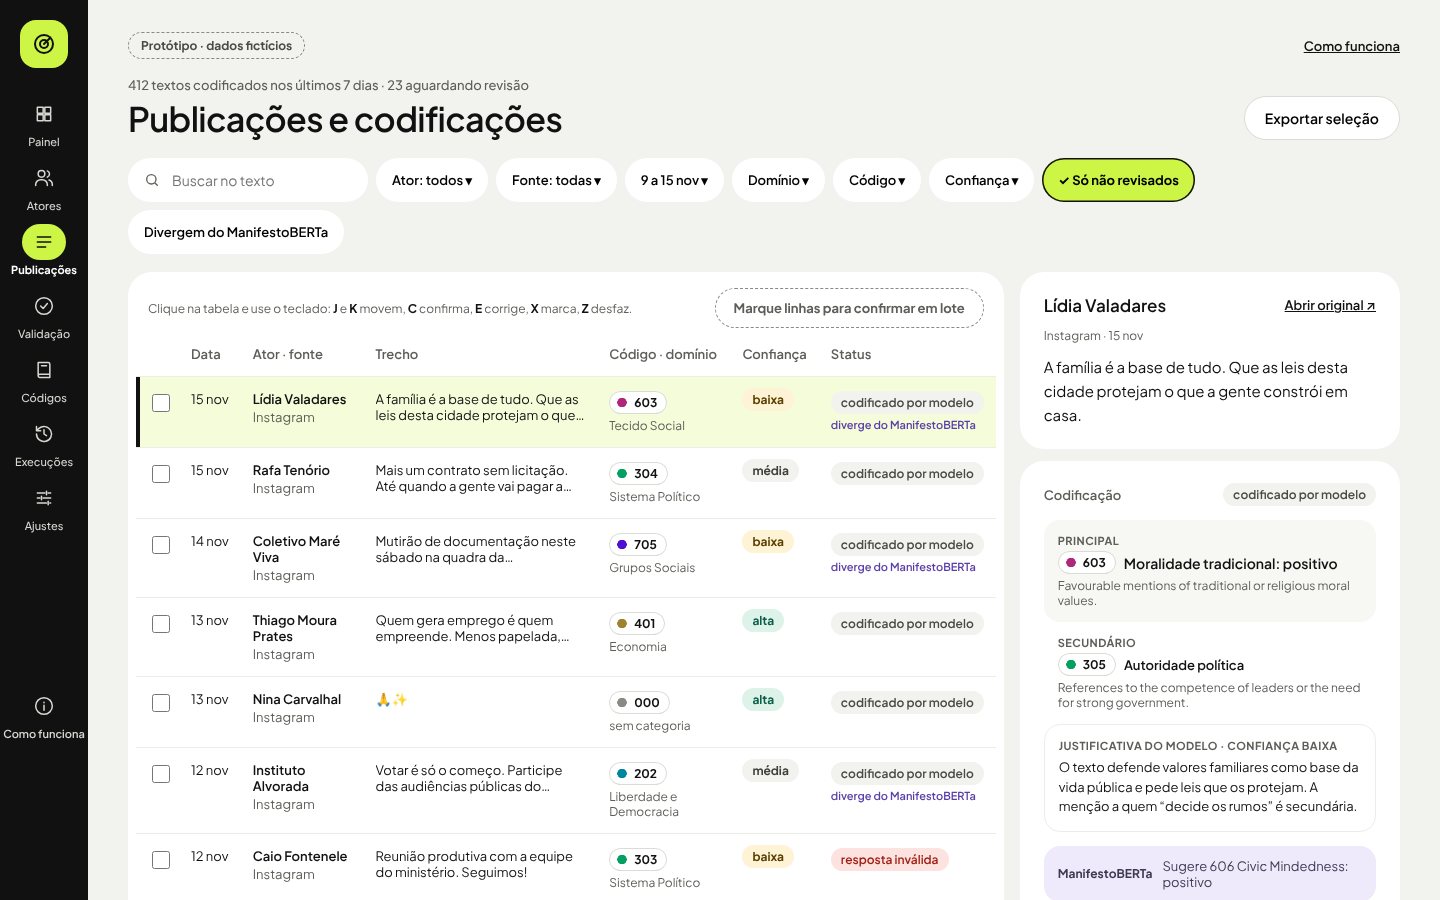 Protótipo · dados fictícios
Como funciona
412 textos codificados nos últimos 7 dias · 23 aguardando revisão
Publicações e codificações
Exportar seleção
Painel
Atores
Publicações
Validação
Códigos
Execuções
Ajustes
Como funciona
Buscar no texto
Ator: todos ▾
Fonte: todas ▾
9 a 15 nov ▾
Domínio ▾
Código ▾
Confiança ▾
✓ Só não revisados
Divergem do ManifestoBERTa
Clique na tabela e use o teclado: J e K movem, C confirma, E corrige, X marca, Z desfaz.
Marque linhas para confirmar em lote
Data Ator · fonte Trecho Código · domínio Confiança Status
15 nov
Lídia Valadares
Instagram
A família é a base de tudo. Que as
leis desta cidade protejam o que…
603
Tecido Social
baixa
codificado por modelo
diverge do ManifestoBERTa
15 nov
Rafa Tenório
Instagram
Mais um contrato sem licitação.
Até quando a gente vai pagar a…
304
Sistema Político
média
codificado por modelo
14 nov
Coletivo Maré
Viva
Instagram
Mutirão de documentação neste
sábado na quadra da…
705
Grupos Sociais
baixa
codificado por modelo
diverge do ManifestoBERTa
13 nov
Thiago Moura
Prates
Instagram
Quem gera emprego é quem
empreende. Menos papelada,…
401
Economia
alta
codificado por modelo
13 nov
Nina Carvalhal
Instagram
🙏✨
000
sem categoria
alta
codificado por modelo
12 nov
Instituto
Alvorada
Instagram
Votar é só o começo. Participe
das audiências públicas do…
202
Liberdade e
Democracia
média
codificado por modelo
diverge do ManifestoBERTa
12 nov
Caio Fontenele
Instagram
Reunião produtiva com a equipe
do ministério. Seguimos!
303
Sistema Político
baixa
resposta inválida
Lídia Valadares
Abrir original ↗
Instagram · 15 nov
A família é a base de tudo. Que as leis desta
cidade protejam o que a gente constrói em
casa.
Codificação
codificado por modelo
PRINCIPAL
603 Moralidade tradicional: positivo
Favourable mentions of traditional or religious moral
values.
SECUNDÁRIO
305 Autoridade política
References to the competence of leaders or the need
for strong government.
JUSTIFICATIVA DO MODELO · CONFIANÇA BAIXA
O texto defende valores familiares como base da
vida pública e pede leis que os protejam. A
menção a quem “decide os rumos” é secundária.
ManifestoBERTa
Sugere 606 Civic Mindedness:
positivo